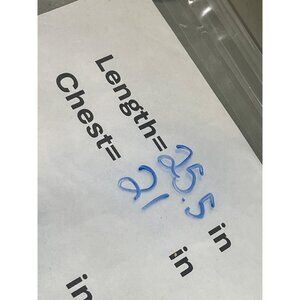 Length= 25.5 in
Chest= 21 in
in